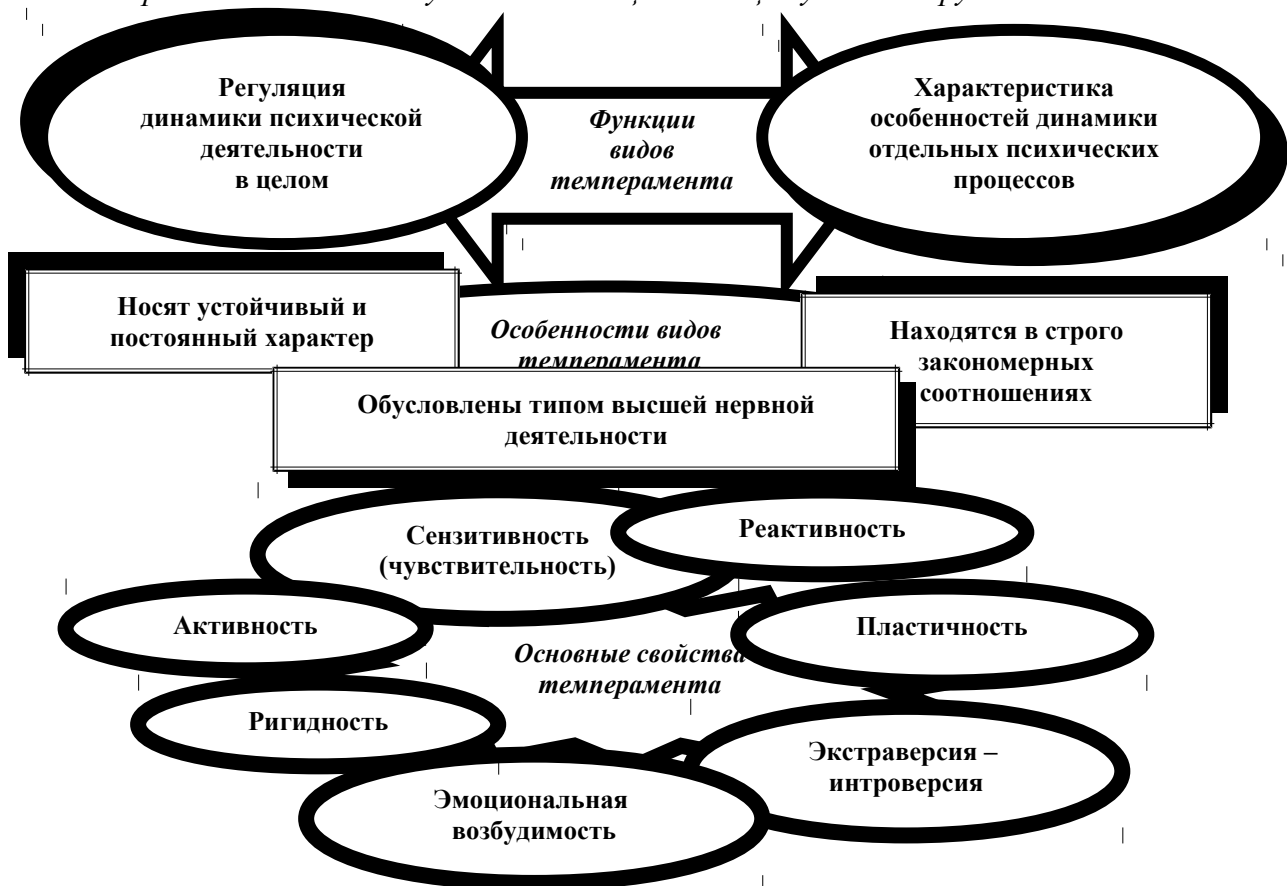 Регуляция
динамики психической
деятельности
в целом
Функции
видов
темперамента
Характеристика
особенностей динамики
отдельных психических
процессов
Носят устойчивый и
постоянный характер
Особенности видов
темперамента
Находятся в строго
закономерных
соотношениях
Обусловлены типом высшей нервной
деятельности
Сензитивность
(чувствительность)
Реактивность
Активность
Пластичность
Основные свойства
темперамента
Ригидность
Экстраверсия –
интроверсия
Эмоциональная
возбудимость